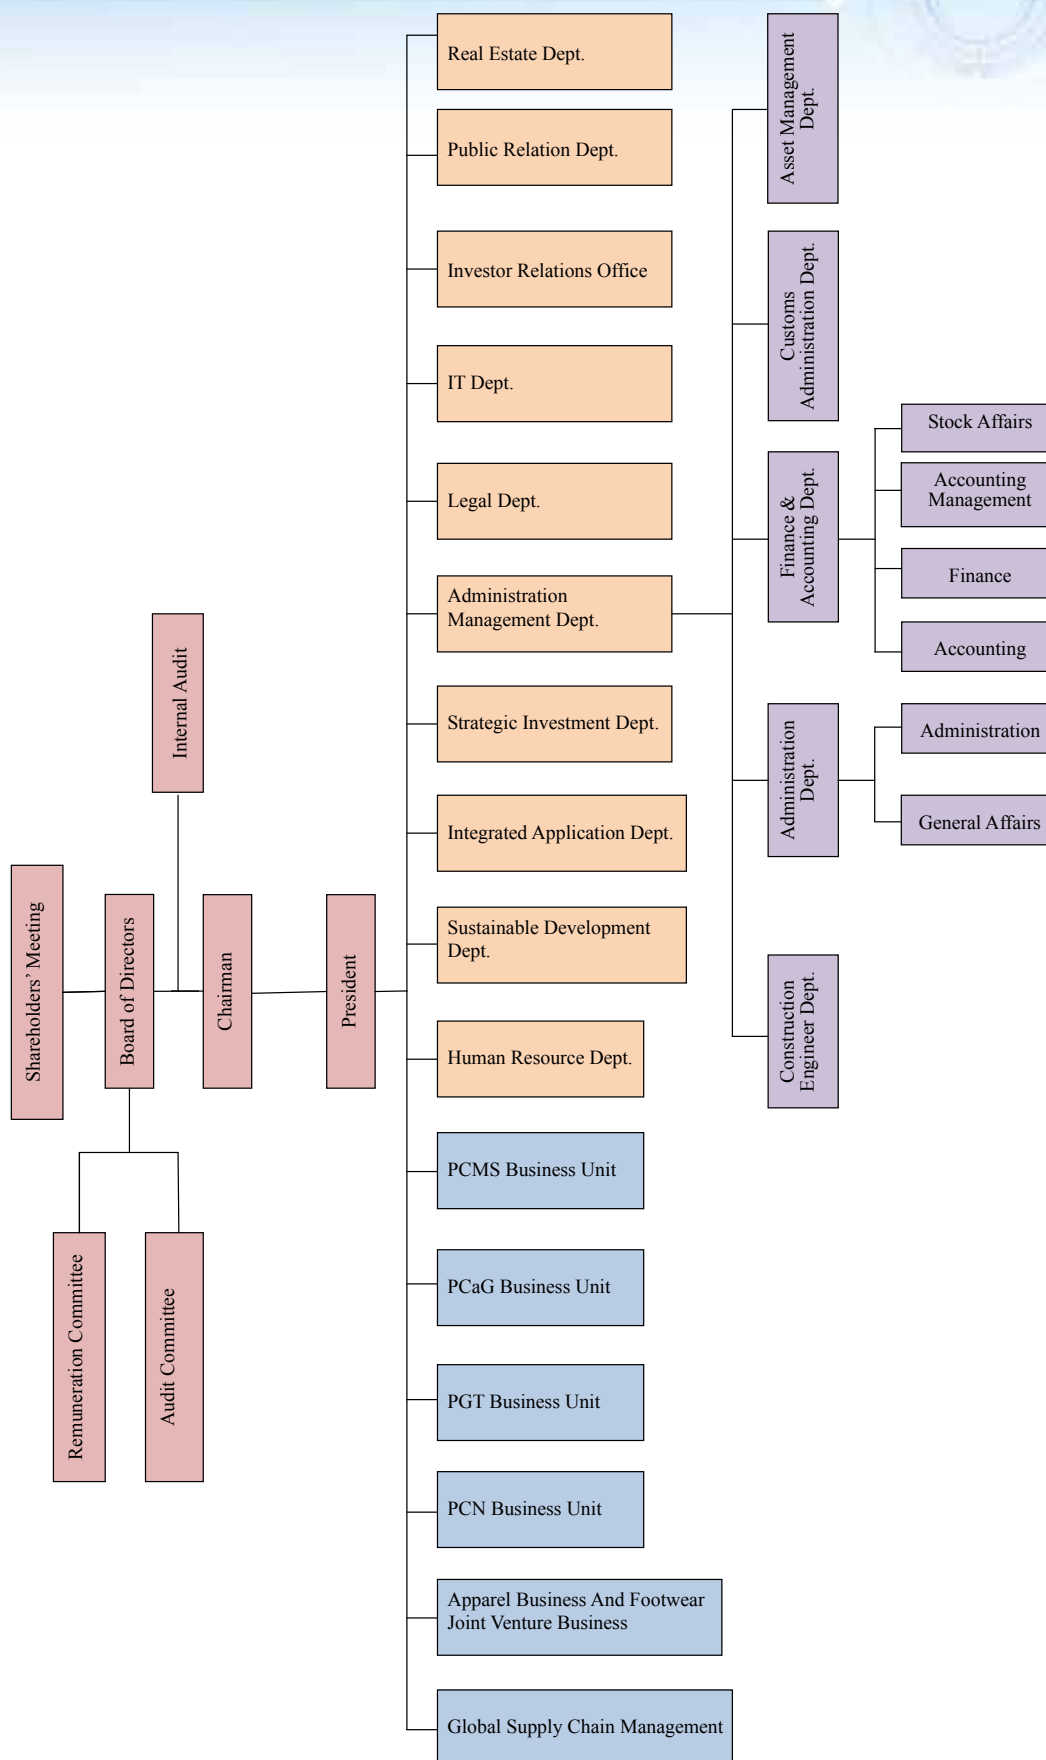 Shareholders' Meeting
Board of Directors
Internal Audit
Chairman
President
Remuneration Committee
Audit Committee
Real Estate Dept.
Public Relation Dept.
Investor Relations Office
IT Dept.
Legal Dept.
Administration
Management Dept.
Strategic Investment Dept.
Integrated Application Dept.
Sustainable Development
Dept.
Human Resource Dept.
PCMS Business Unit
PCaG Business Unit
PGT Business Unit
PCN Business Unit
Apparel Business And Footwear
Joint Venture Business
Global Supply Chain Management
Asset Management
Dept.
Customs
Administration Dept.
Finance &
Accounting Dept.
Administration
Dept.
Construction
Engineer Dept.
Stock Affairs
Accounting
Management
Finance
Accounting
Administration
General Affairs